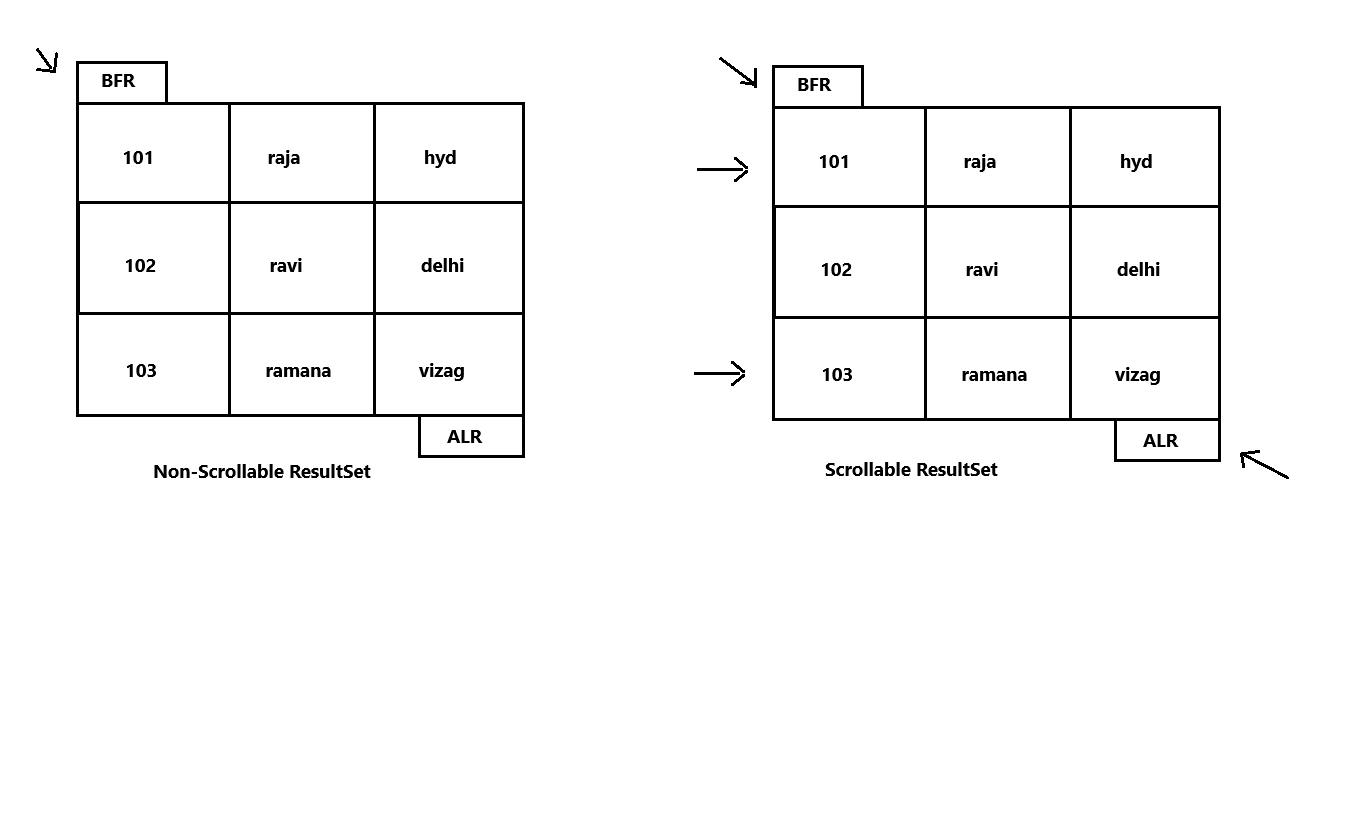 BFR
101 raja hyd
102 ravi delhi
103 ramana vizag
ALR
Non-Scrollable ResultSet
BFR
101 raja hyd
102 ravi delhi
103 ramana vizag
ALR
Scrollable ResultSet